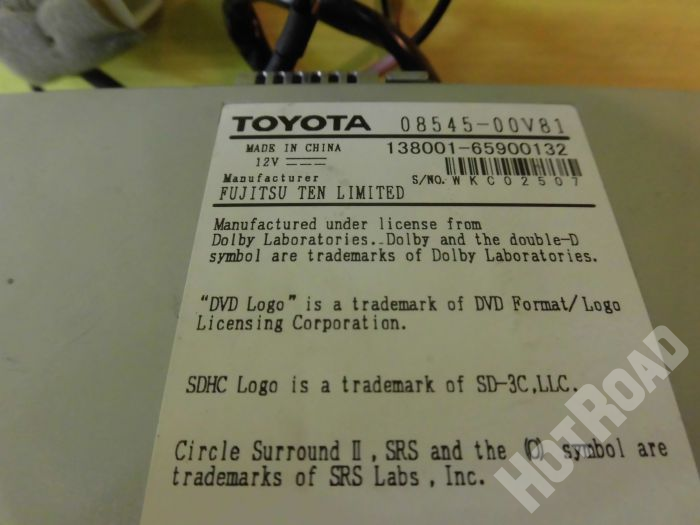 TOYOTA 08545-00V81
MADE IN CHINA 138001-65900132
12V
Manufacturer S/NO. WKC02507
FUJITSU TEN LIMITED
Manufactured under license from
Dolby Laboratories. Dolby and the double-D
symbol are trademarks of Dolby Laboratories.
“DVD Logo” is a trademark of DVD Format/Logo
Licensing Corporation.
SDHC Logo is a trademark of SD-3C,LLC.
Circle Surround Ⅱ, SRS and the symbol are
trademarks of SRS Labs, Inc.
HOTROAD